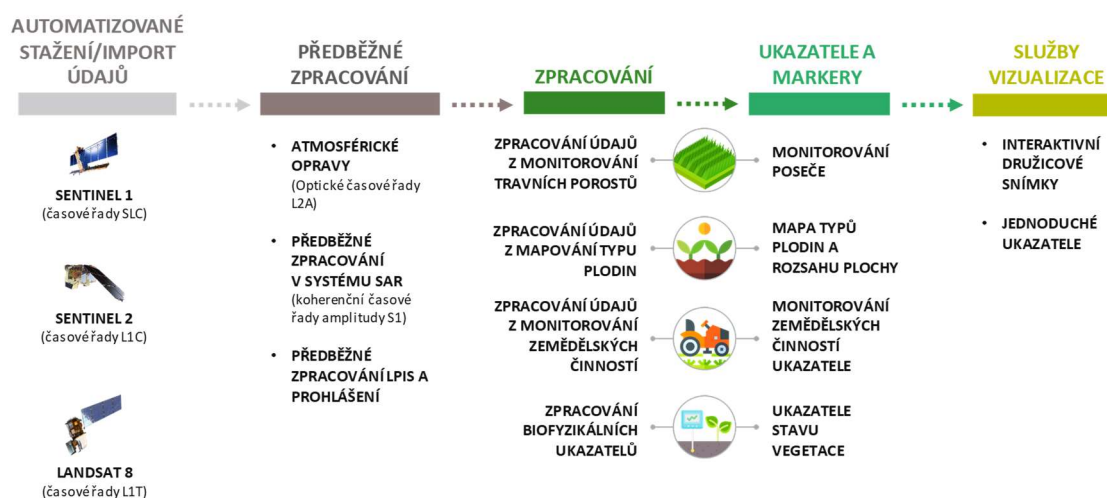 AUTOMATIZOVANÉ
STAŽENÍ/IMPORT
ÚDAJŮ
SENTINEL 1
(časové řady SLC)
SENTINEL 2
(časové řady L1C)
LANDSAT 8
(časové řady L1T)
PŘEDBĚŽNÉ
ZPRACOVÁNÍ
• ATMOSFÉRICKÉ
OPRAVY
(Optické časové řady
L2A)
• PŘEDBĚŽNÉ
ZPRACOVÁNÍ
V SYSTÉMU SAR
(koherenční časové
řady amplitudy S1)
• PŘEDBĚŽNÉ
ZPRACOVÁNÍ LPIS A
PROHLÁŠENÍ
ZPRACOVÁNÍ
ZPRACOVÁNÍ ÚDAJŮ
Z MONITOROVÁNÍ
TRAVNÍCH POROSTŮ
ZPRACOVÁNÍ ÚDAJŮ
Z MAPOVÁNÍ TYPU
PLODIN
ZPRACOVÁNÍ ÚDAJŮ
Z MONITOROVÁNÍ
ZEMĚDĚLSKÝCH
ČINNOSTÍ
ZPRACOVÁNÍ
BIOFYZIKÁLNÍCH
UKAZATELŮ
UKAZATELE A
MARKERY
MONITOROVÁNÍ
POSEČE
MAPA TYPŮ
PLODIN A
ROZSAHU PLOCHY
MONITOROVÁNÍ
ZEMĚDĚLSKÝCH
ČINNOSTÍ
UKAZATELE
UKAZATELE
STAVU
VEGETACE
SLUŽBY
VIZUALIZACE
• INTERAKTIVNÍ
DRUŽICOVÉ
SNÍMKY
• JEDNODUCHÉ
UKAZATELE